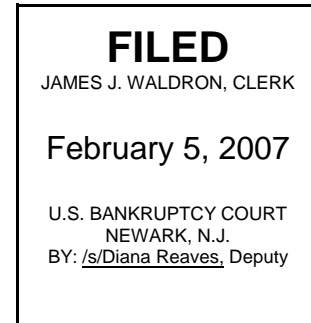 FILED
JAMES J. WALDRON, CLERK
February 5, 2007
U.S. BANKRUPTCY COURT
NEWARK, N.J.
BY: /s/Diana Reaves, Deputy